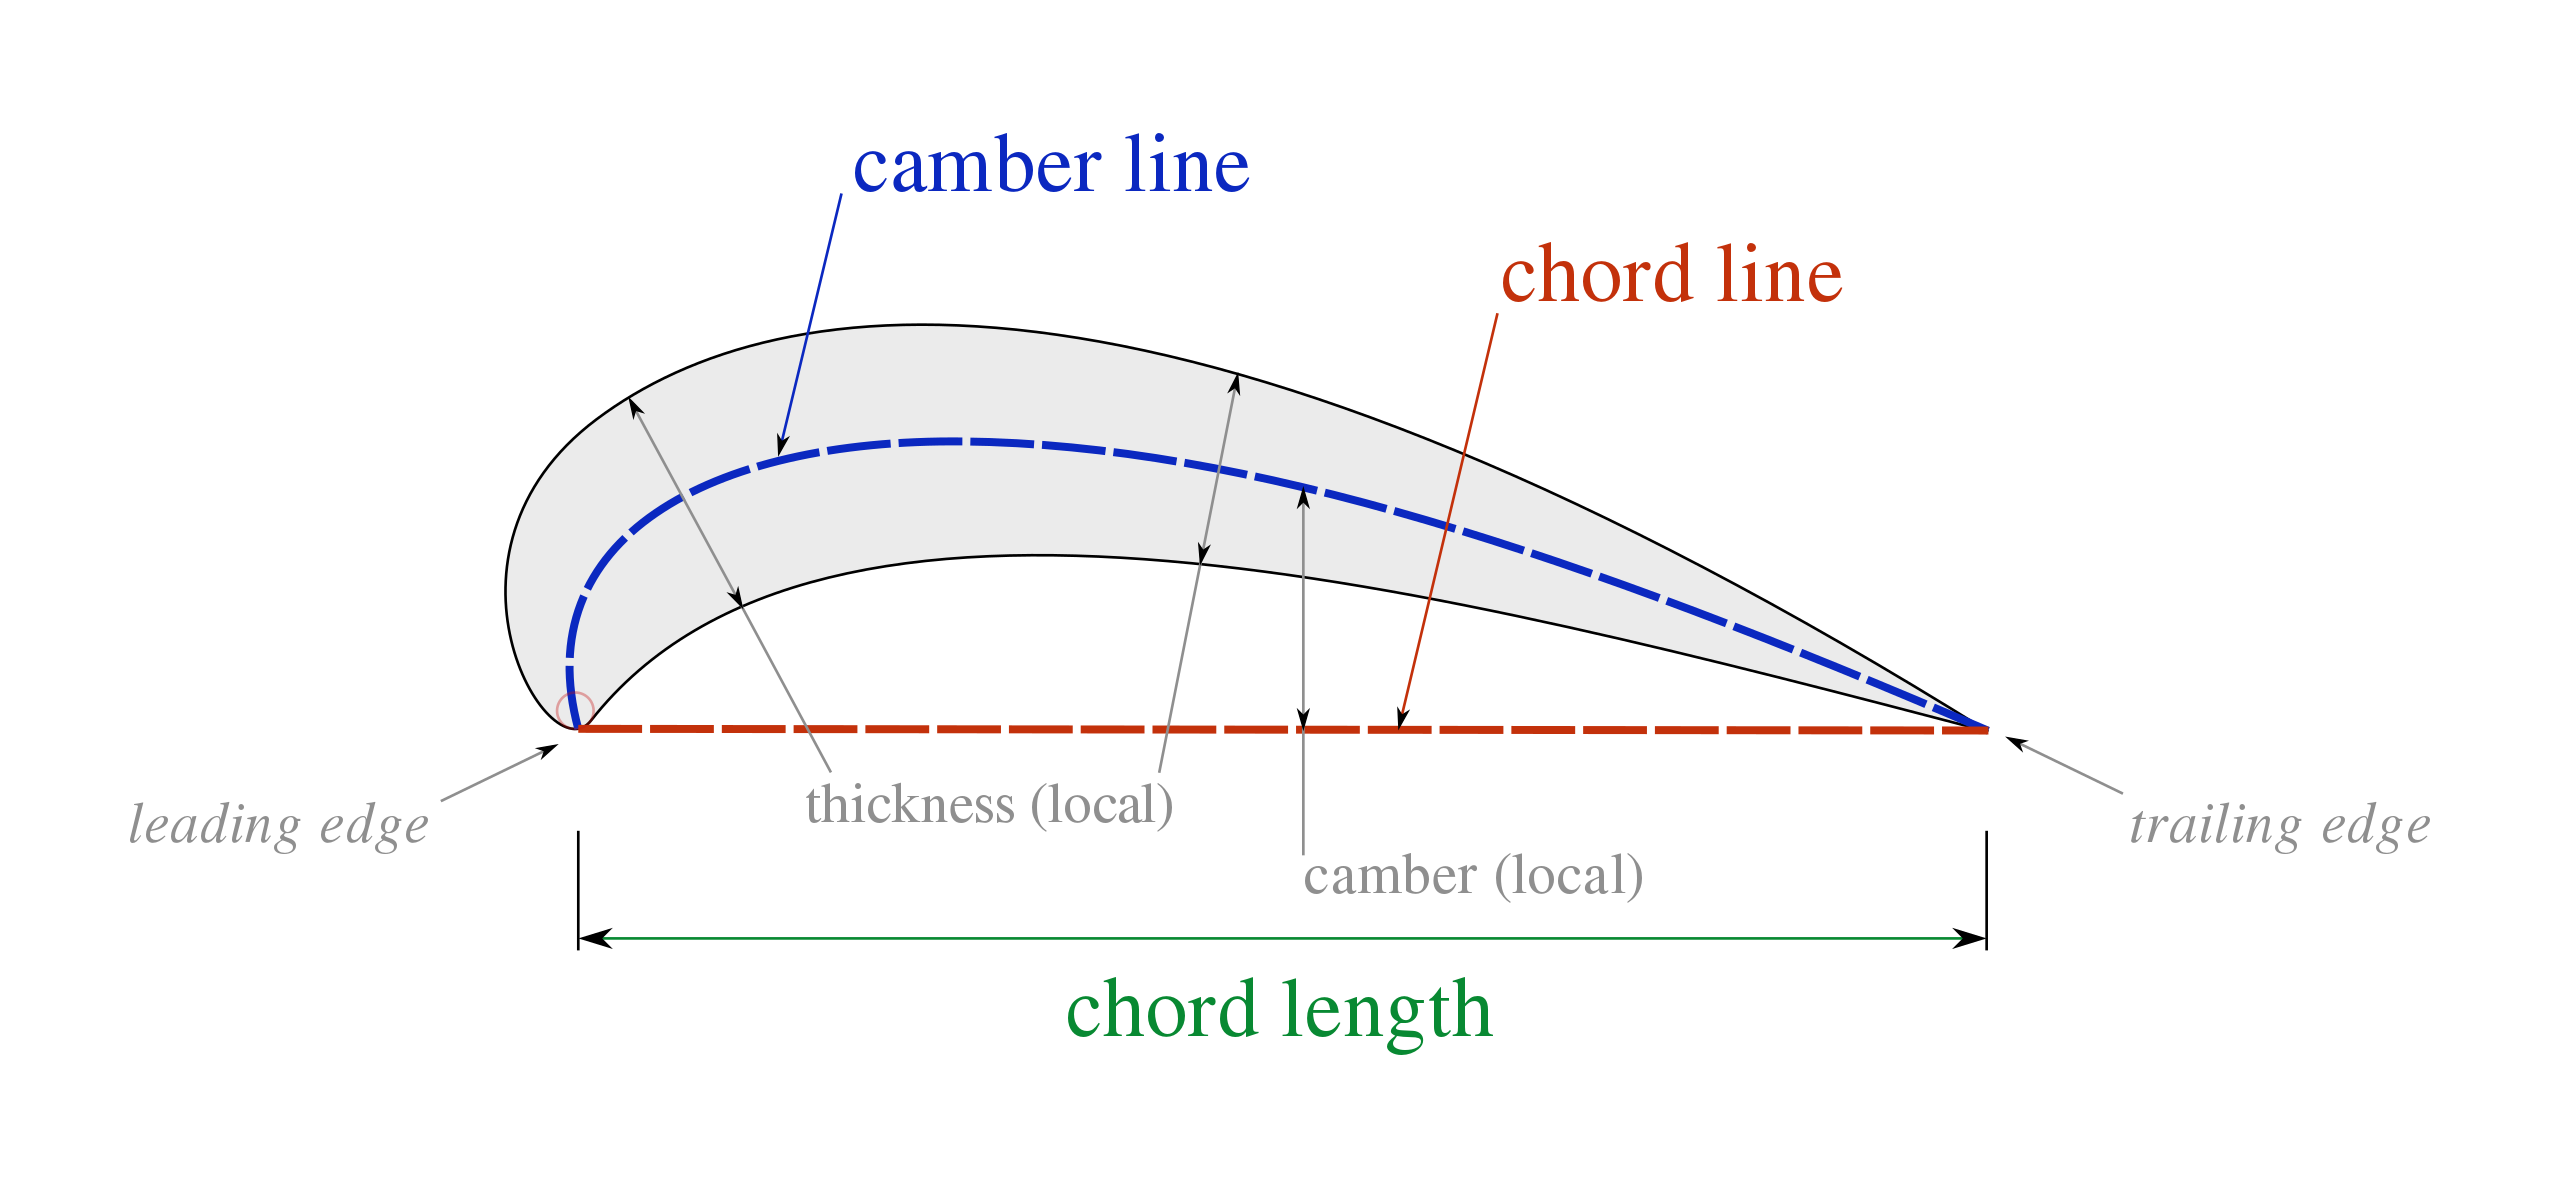 camber line
chord line
thickness (local)
leading edge
trailing edge
camber (local)
chord length